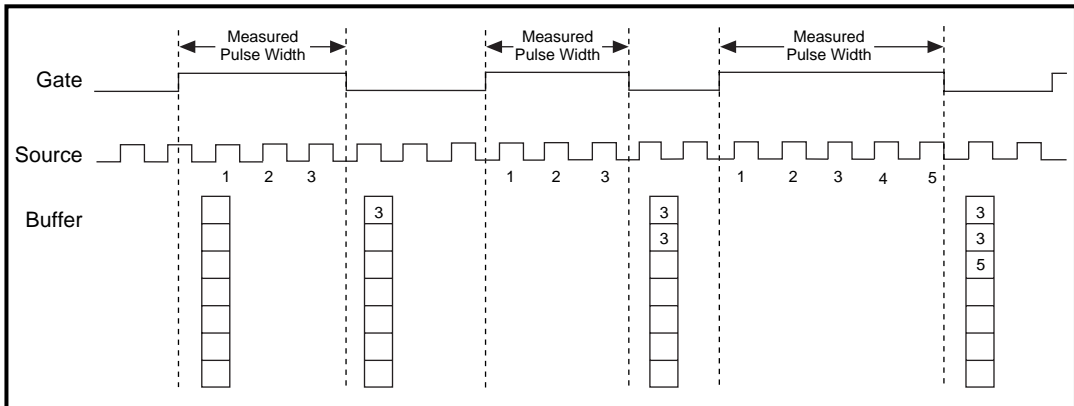 Measured
Pulse Width
Measured
Pulse Width
Measured
Pulse Width
Gate
Source
1 2 3 1 2 3 1 2 3 4 5
Buffer
3 3 3
3 3
5